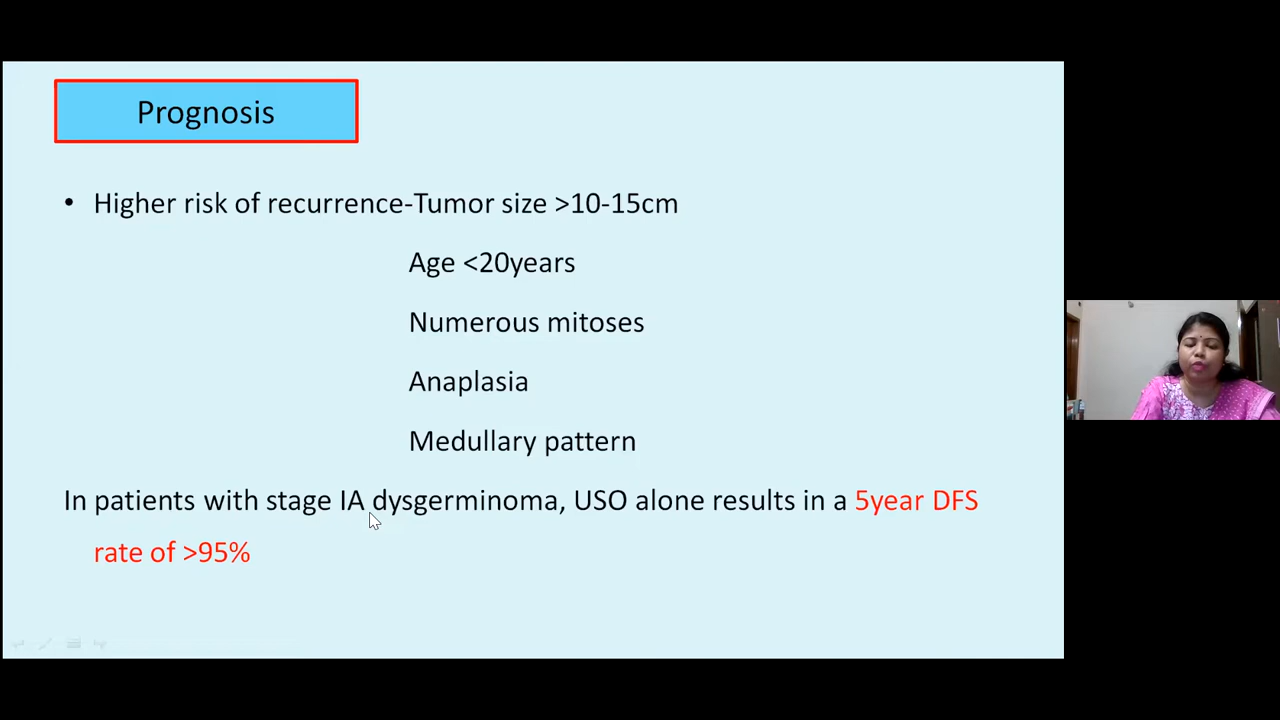 Prognosis
• Higher risk of recurrence-Tumor size >10-15cm
Age <20years
Numerous mitoses
Anaplasia
Medullary pattern
In patients with stage IA dysgerminoma, USO alone results in a 5year DFS
rate of >95%